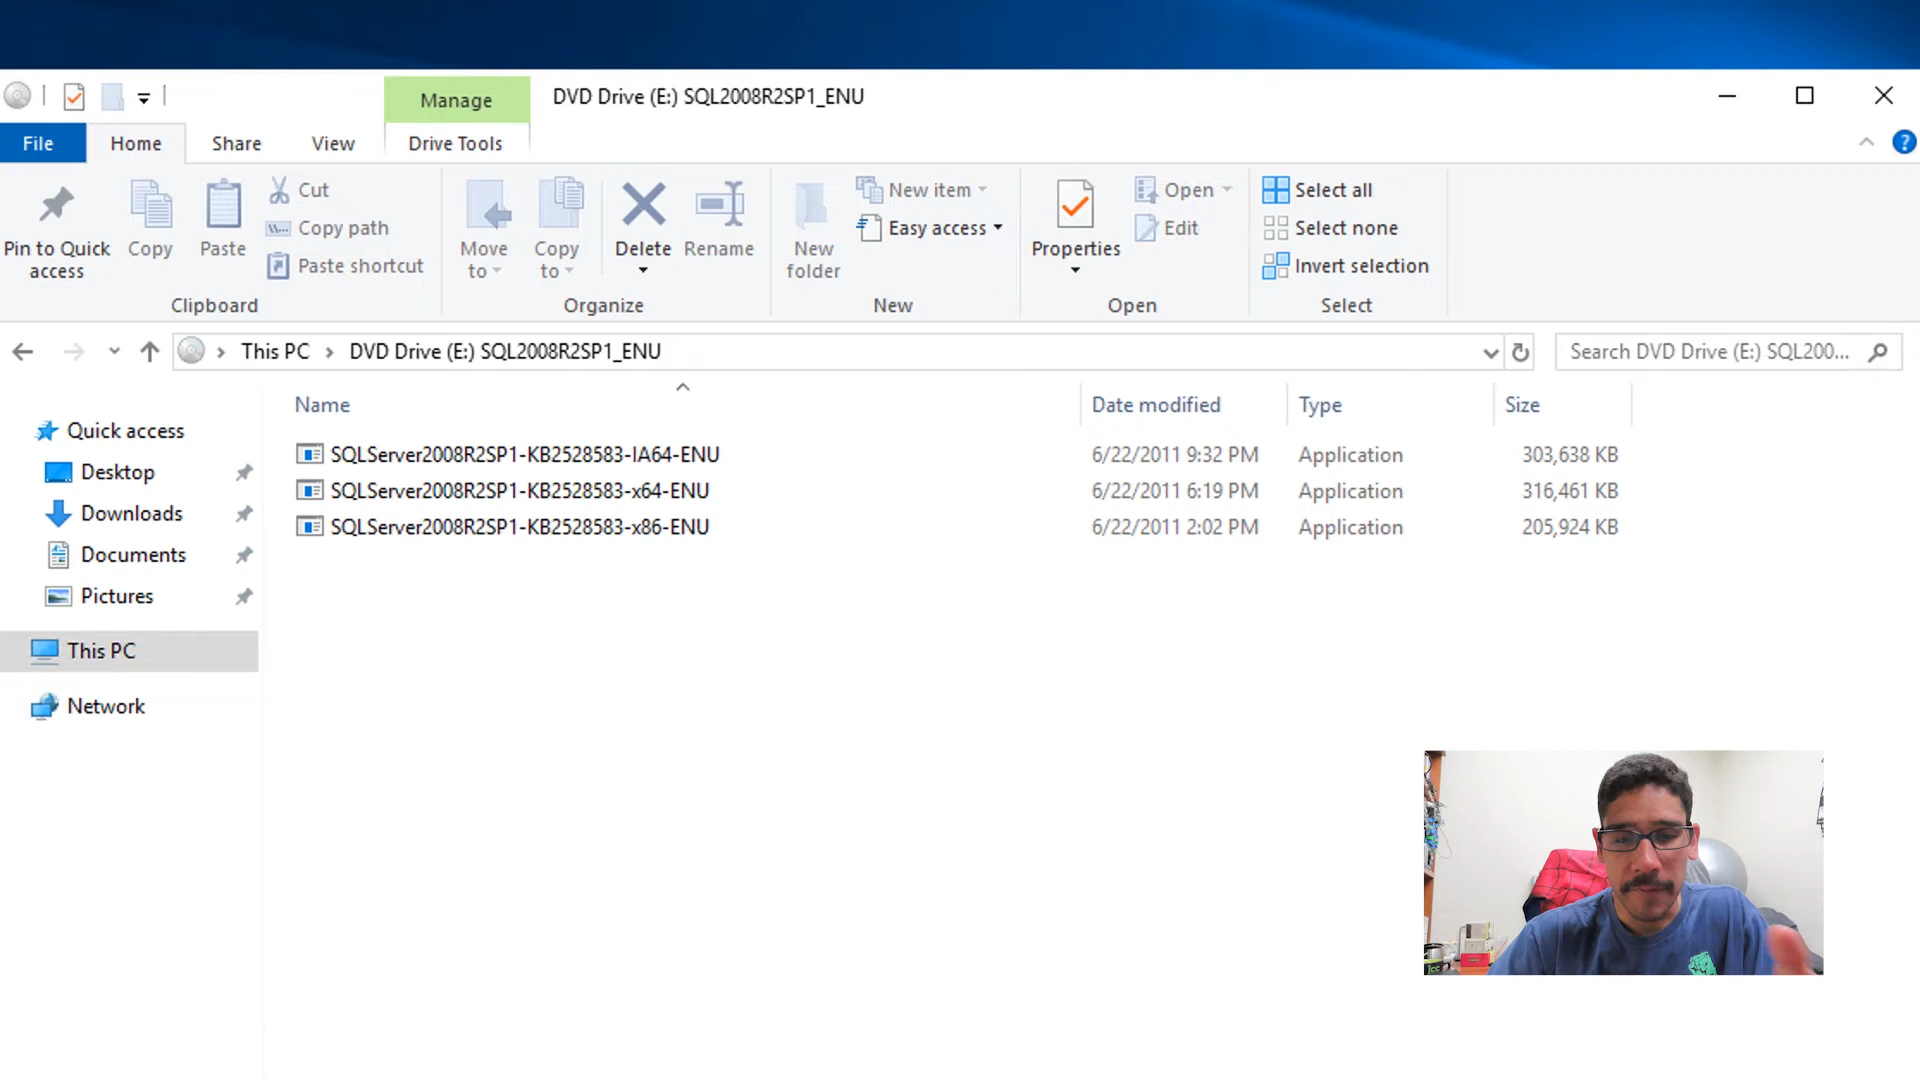 Manage
DVD Drive (E:) SQL2008R2SP1_ENU
File
Home
Share
View
Drive Tools
Pin to Quick access
Copy
Paste
Cut
Copy path
Paste shortcut
Clipboard
Move to
Copy to
Delete
Rename
Organize
New folder
New item
Easy access
New
Properties
Open
Edit
Open
Select all
Select none
Invert selection
Select
This PC
DVD Drive (E:) SQL2008R2SP1_ENU
Search DVD Drive (E:) SQL200...
Name
Date modified
Type
Size
SQLServer2008R2SP1-KB2528583-IA64-ENU 6/22/2011 9:32 PM Application 303,638 KB
SQLServer2008R2SP1-KB2528583-x64-ENU 6/22/2011 6:19 PM Application 316,461 KB
SQLServer2008R2SP1-KB2528583-x86-ENU 6/22/2011 2:02 PM Application 205,924 KB
Quick access
Desktop
Downloads
Documents
Pictures
This PC
Network